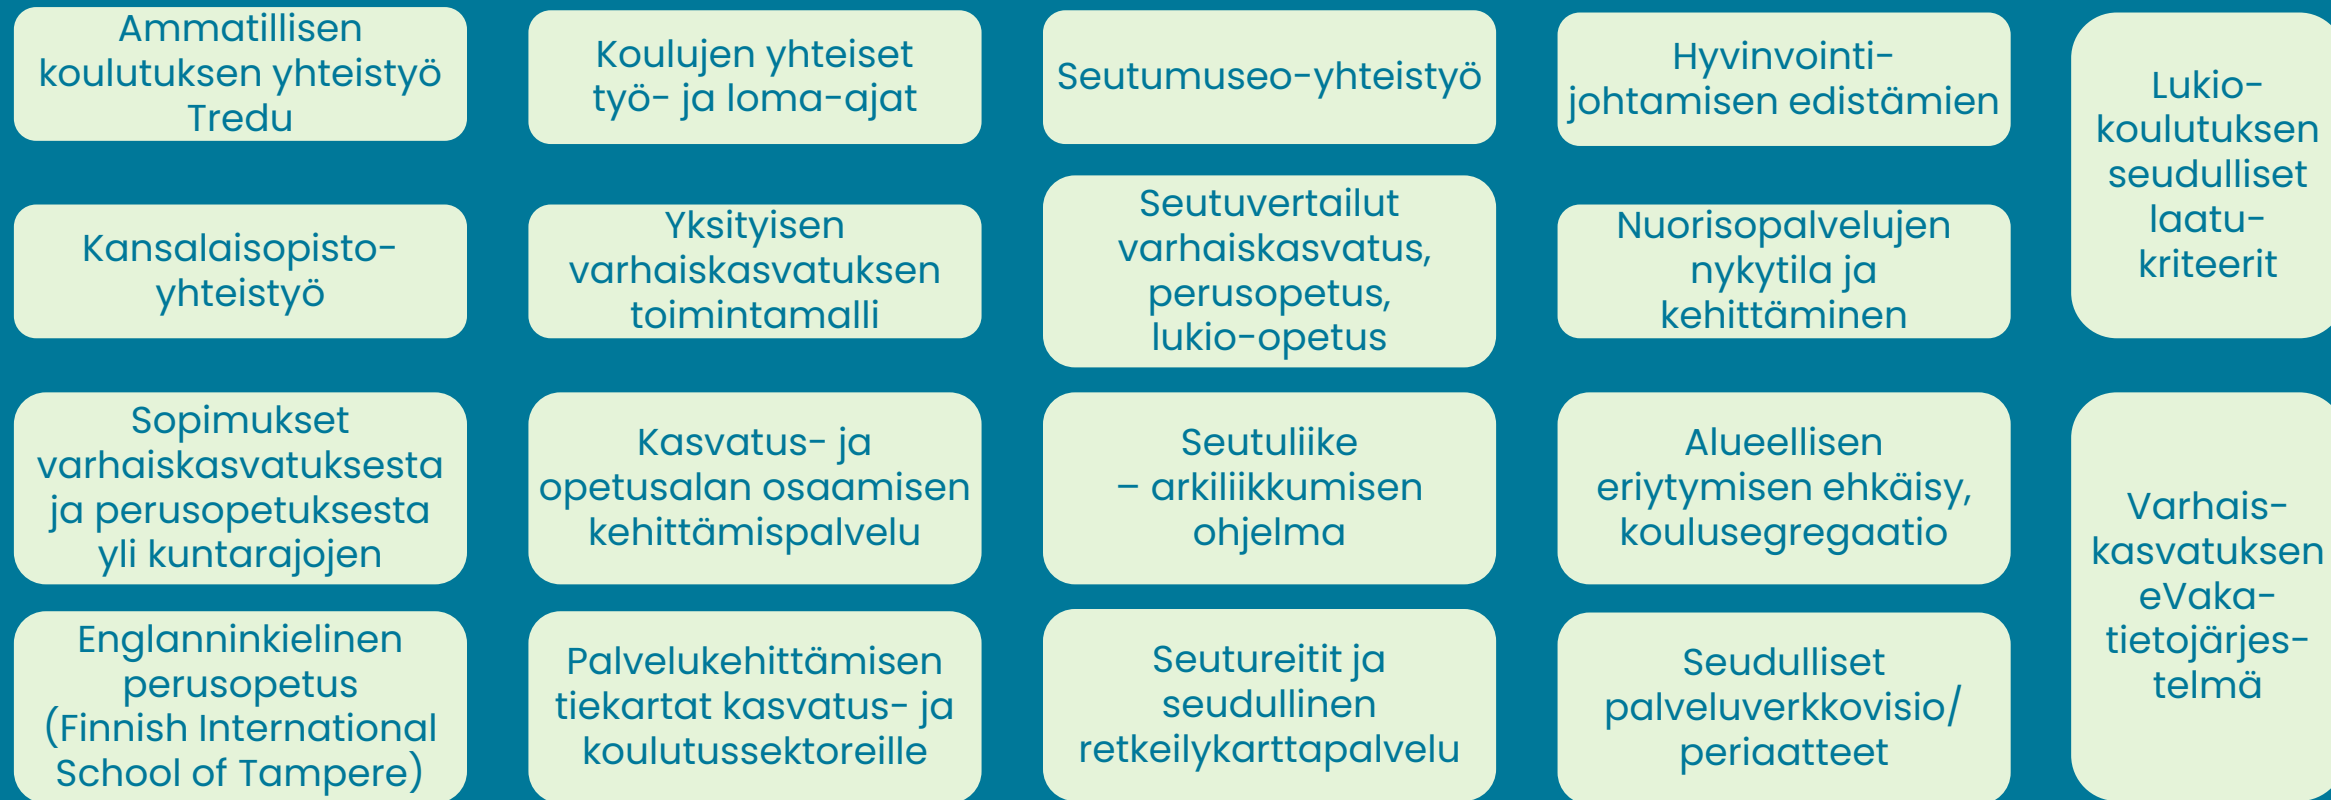 Ammatillisen
koulutuksen yhteistyö
Tredu
Koulujen yhteiset
työ- ja loma-ajat
Seutumuseo-yhteistyö
Hyvinvointi-
johtamisen edistämien
Lukio-
koulutuksen
seudulliset
laatu-
kriteerit
Kansalaisopisto-
yhteistyö
Yksityisen
varhaiskasvatuksen
toimintamalli
Seutuvertailut
varhaiskasvatus,
perusopetus,
lukio-opetus
Nuorisopalvelujen
nykytila ja
kehittäminen
Sopimukset
varhaiskasvatuksesta
ja perusopetuksesta
yli kuntarajojen
Kasvatus- ja
opetusalan osaamisen
kehittämispalvelu
Seutuliike
– arkiliikkumisen
ohjelma
Alueellisen
eriytymisen ehkäisy,
koulusegregaatio
Varhais-
kasvatuksen
eVaka-
tietojärjes-
telmä
Englanninkielinen
perusopetus
(Finnish International
School of Tampere)
Palvelukehittämisen
tiekartat kasvatus- ja
koulutussektoreille
Seutureitit ja
seudullinen
retkeilykarttapalvelu
Seudulliset
palveluverkkovisio/
periaatteet